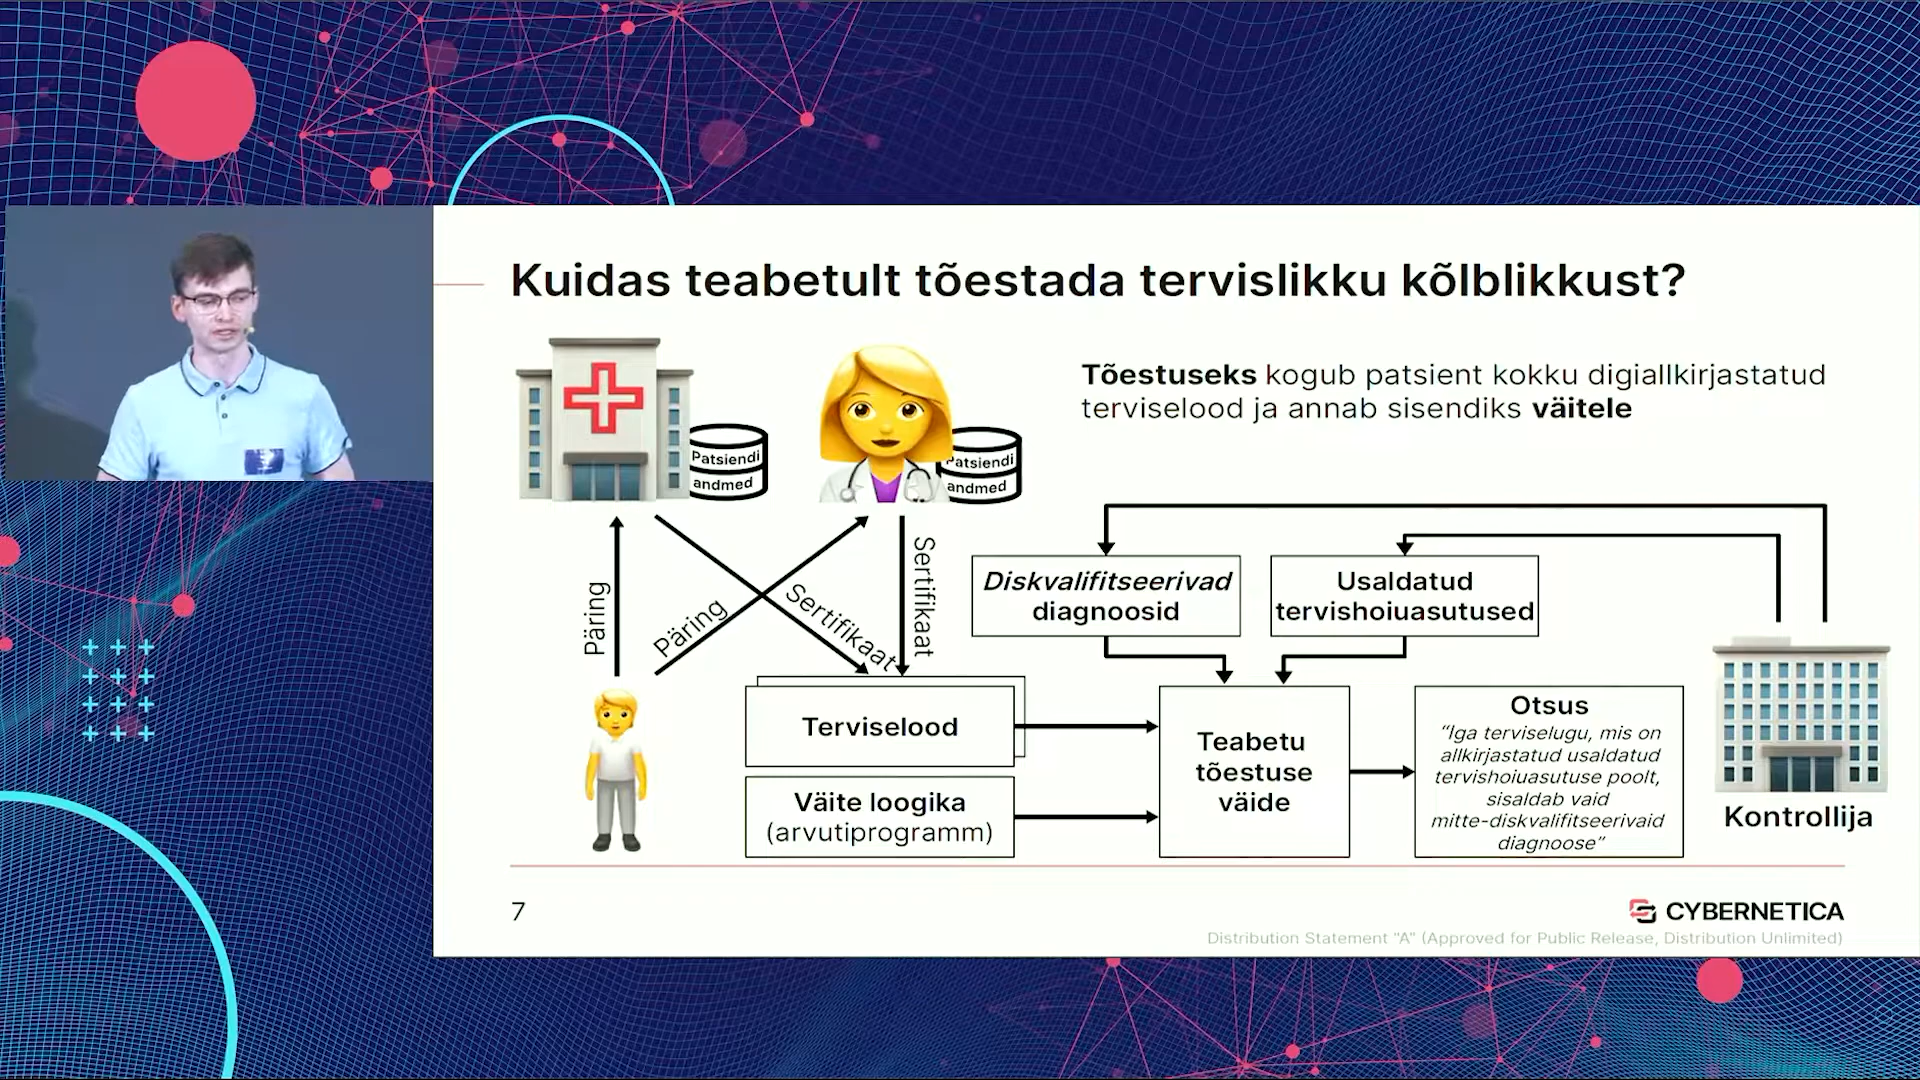 Kuidas teabetult tõestada tervislikku kõlblikkust?
Tõestuseks kogub patsient kokku digiallkirjastatud
terviselood ja annab sisendiks väitele
Patsiendi
andmed
Patsiendi
andmed
Päring
Päring
Sertifikaat
Sertifikaat
Diskvalifitseerivad
diagnoosid
Usaldatud
tervishoiuasutused
Terviselood
Väite loogika
(arvutiprogramm)
Teabetu
tõestuse
väide
Otsus
“Iga terviselugu, mis on
allkirjastatud usaldatud
tervishoiuasutuse poolt,
sisaldab vaid
mitte-diskvalifitseerivaid
diagnoose”
Kontrollija
7
CYBERNETICA
Distribution Statement “A” (Approved for Public Release, Distribution Unlimited)